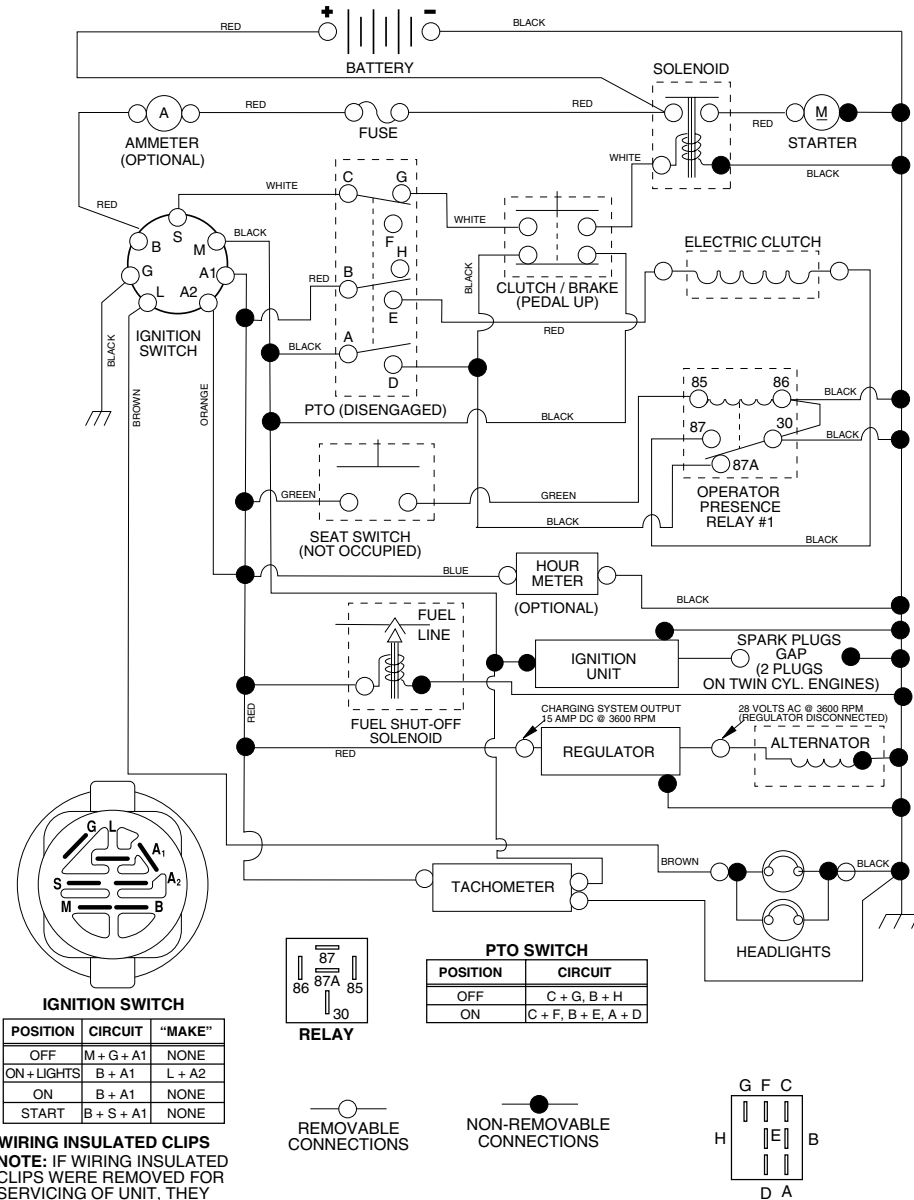 +
-
RED
BLACK
BATTERY
SOLENOID
A
RED
RED
M
RED
AMMETER
(OPTIONAL)
FUSE
STARTER
WHITE
BLACK
WHITE
C
G
RED
S
BLACK
WHITE
B
M
F
H
G
A1
BLACK
ELECTRIC CLUTCH
L
A2
RED
B
CLUTCH / BRAKE
(PEDAL UP)
E
RED
IGNITION
SWITCH
A
BLACK
BLACK
D
BROWN
ORANGE
85
86
BLACK
PTO (DISENGAGED)
BLACK
87
30
BLACK
87A
GREEN
GREEN
OPERATOR
PRESENCE
RELAY #1
BLACK
SEAT SWITCH
(NOT OCCUPIED)
BLACK
BLUE
HOUR
METER
(OPTIONAL)
BLACK
FUEL
LINE
IGNITION
UNIT
SPARK PLUGS
GAP
(2 PLUGS
ON TWIN CYL. ENGINES)
RED
FUEL SHUT-OFF
SOLENOID
CHARGING SYSTEM OUTPUT
15 AMP DC @ 3600 RPM
28 VOLTS AC @ 3600 RPM
(REGULATOR DISCONNECTED)
RED
REGULATOR
ALTERNATOR
G
L
A1
S
A2
M
B
BROWN
BLACK
TACHOMETER
HEADLIGHTS
IGNITION SWITCH
POSITION CIRCUIT "MAKE"
OFF M + G + A1 NONE
ON + LIGHTS B + A1 L + A2
ON B + A1 NONE
START B + S + A1 NONE
87
86 87A 85
30
RELAY
PTO SWITCH
POSITION CIRCUIT
OFF C + G, B + H
ON C + F, B + E, A + D
REMOVABLE
CONNECTIONS
NON-REMOVABLE
CONNECTIONS
G F C
H E B
D A
WIRING INSULATED CLIPS
NOTE: IF WIRING INSULATED
CLIPS WERE REMOVED FOR
SERVICING OF UNIT, THEY